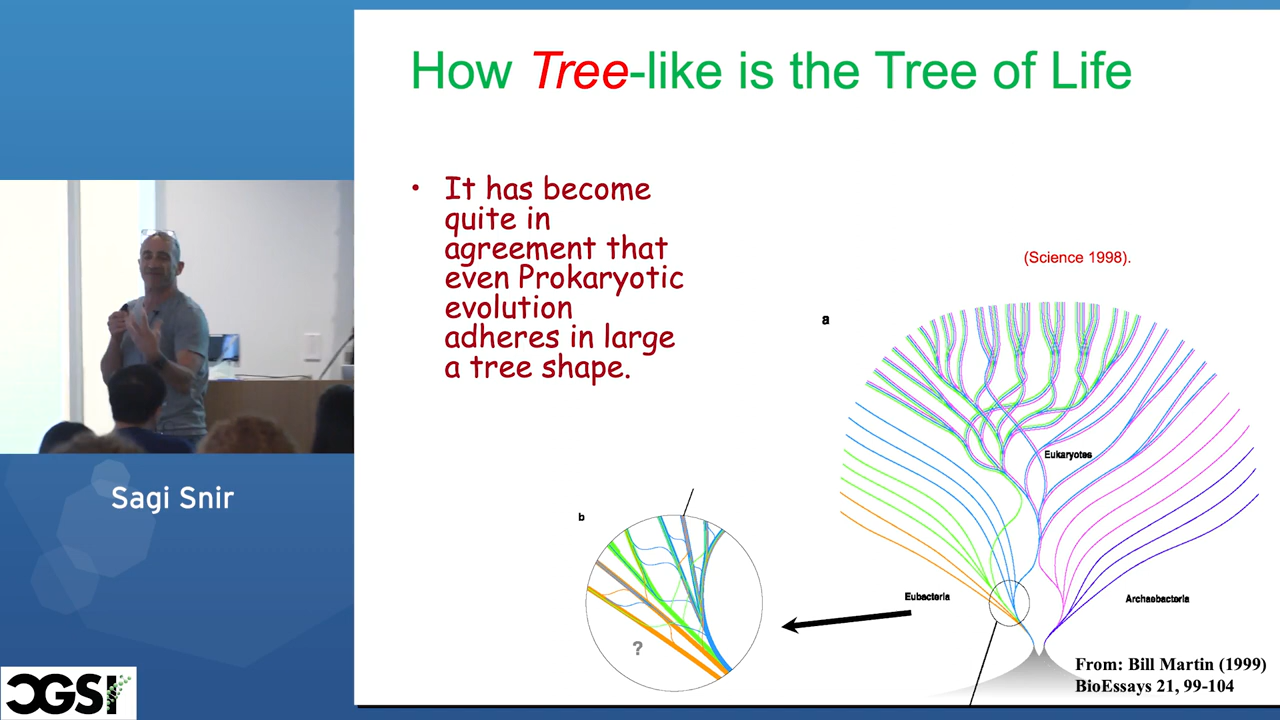 How Tree-like is the Tree of Life
• It has become
quite in
agreement that
even Prokaryotic
evolution
adheres in large
a tree shape.
(Science 1998).
a
Eukaryotes
b
Eubacteria
Archaebacteria
?
From: Bill Martin (1999)
BioEssays 21, 99-104
Sagi Snir
CGSI